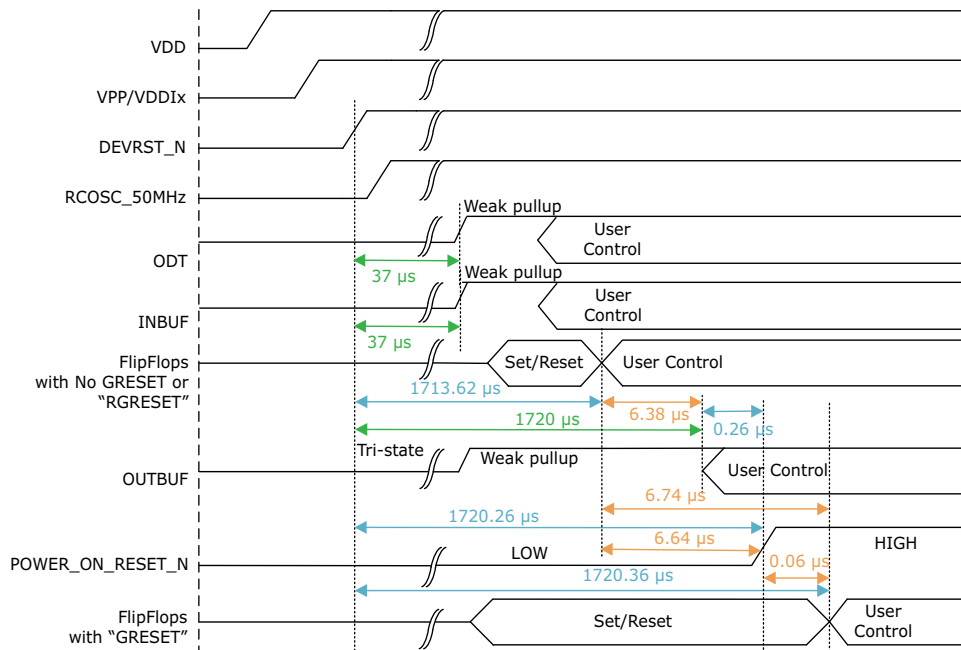 VDD
VPP/VDDIx
DEVRST_N
RCOSC_50MHz
Weak pullup
User
Control
ODT
37 µs
Weak pullup
User
Control
INBUF
37 µs
FlipFlops
with No GRESET or
“RGRESET”
Set/Reset
User Control
1713.62 µs
6.38 µs
0.26 µs
1720 µs
Tri-state
Weak pullup
User Control
OUTBUF
6.74 µs
1720.26 µs
6.64 µs
LOW
HIGH
POWER_ON_RESET_N
0.06 µs
1720.36 µs
FlipFlops
with “GRESET”
Set/Reset
User
Control